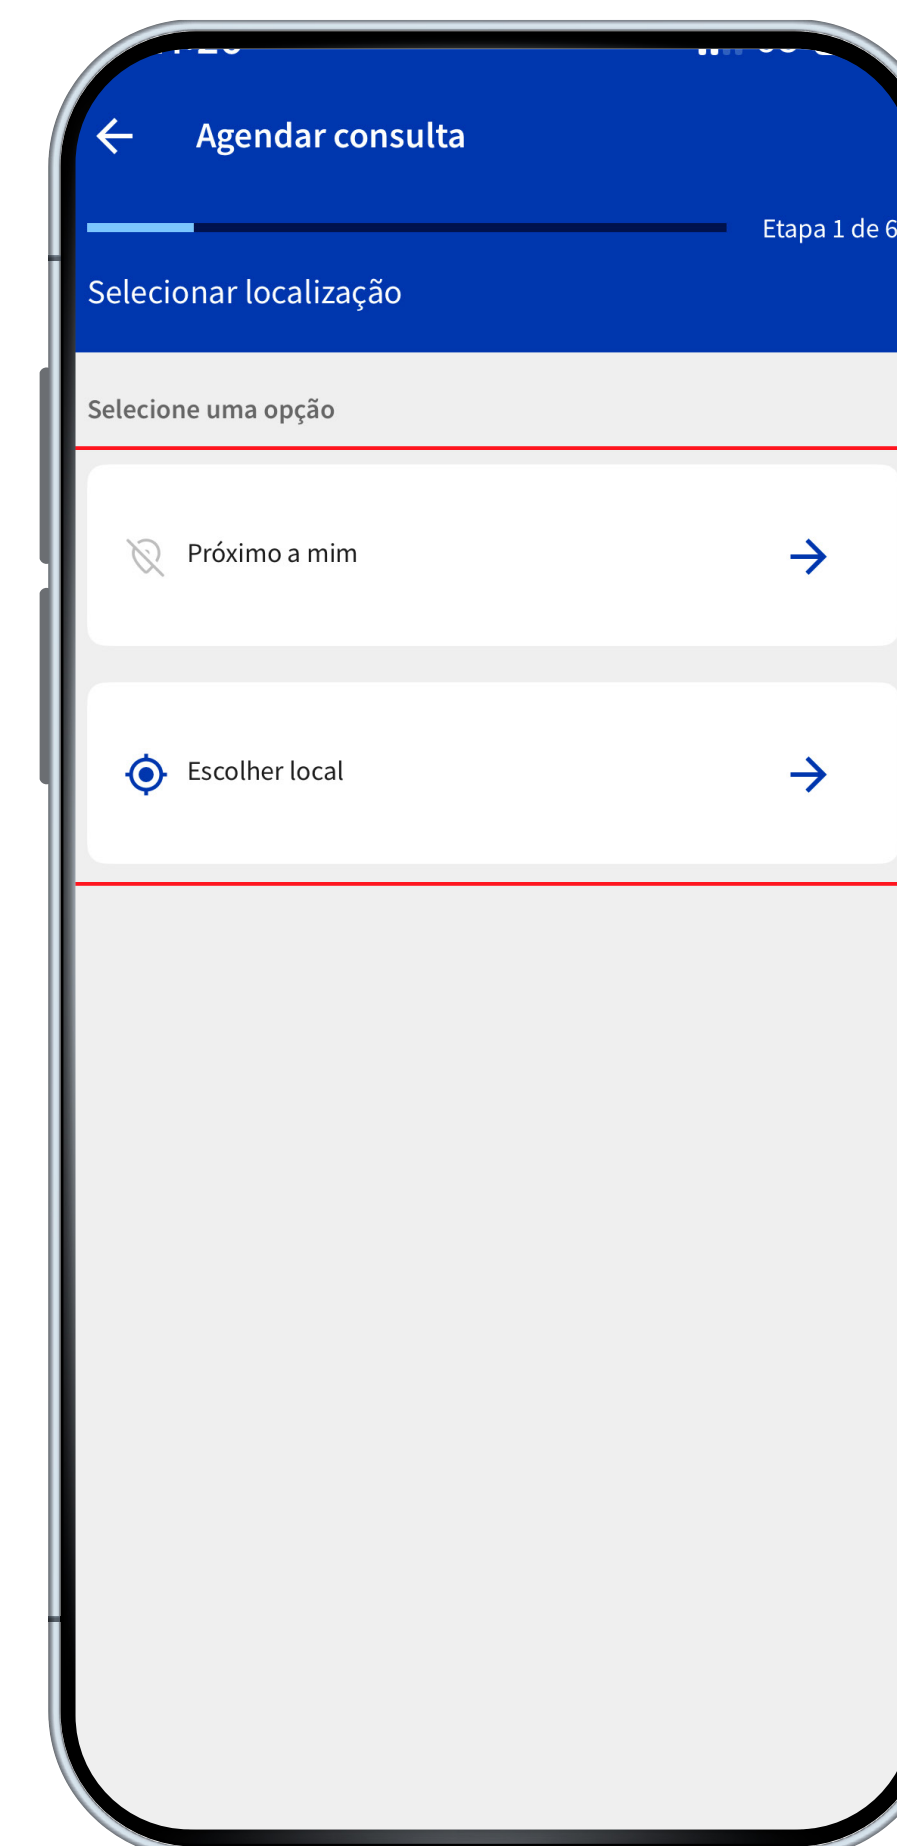 Agendar consulta
Etapa 1 de 6
Selecionar localização
Selecione uma opção
Próximo a mim
Escolher local